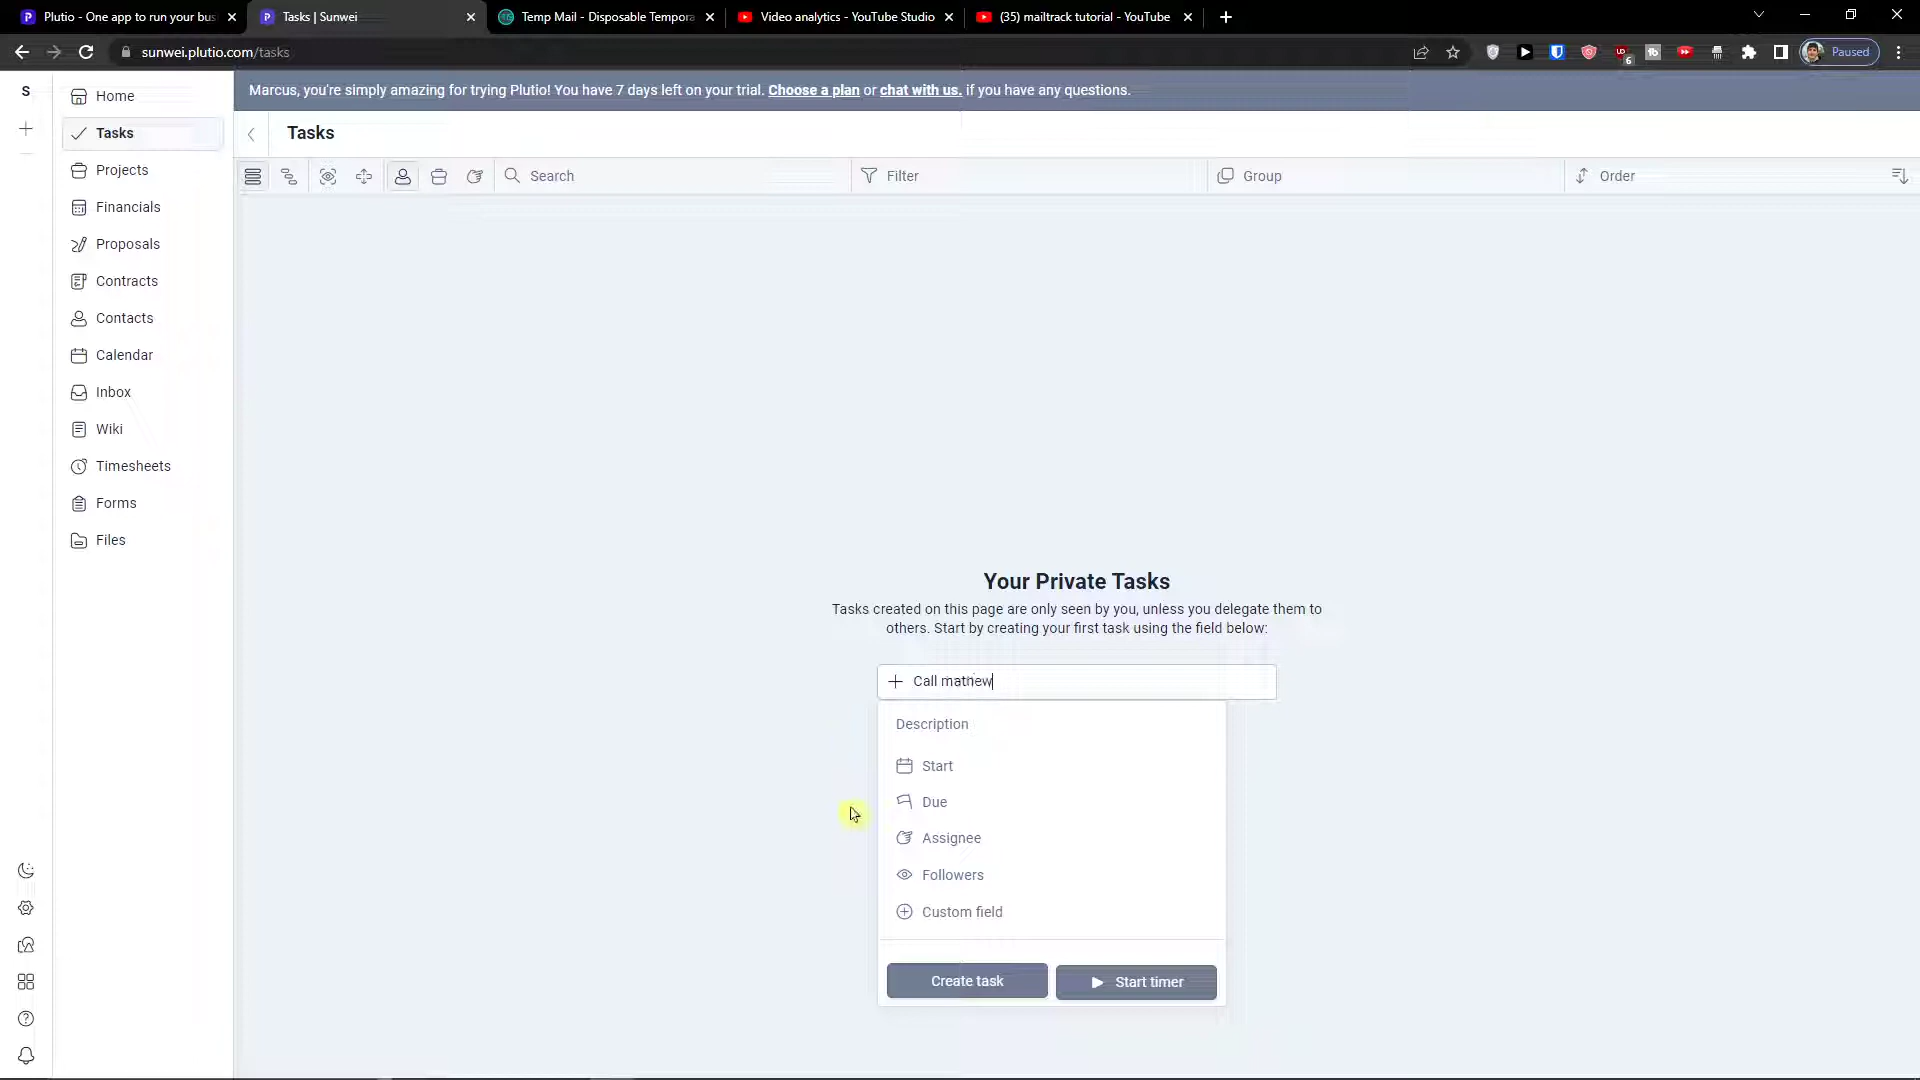 Plutio - One app to run your bus
Tasks | Sunwei
Temp Mail - Disposable Tempora
Video analytics - YouTube Studio
(35) mailtrack tutorial - YouTube
sunwei.plutio.com/tasks
6
Paused
S
Home
Tasks
Projects
Financials
Proposals
Contracts
Contacts
Calendar
Inbox
Wiki
Timesheets
Forms
Files
Marcus, you're simply amazing for trying Plutio! You have 7 days left on your trial. Choose a plan or chat with us. if you have any questions.
Tasks
Search
Filter
Group
Order
Your Private Tasks
Tasks created on this page are only seen by you, unless you delegate them to
others. Start by creating your first task using the field below:
Call mathew
Description
Start
Due
Assignee
Followers
Custom field
Create task
Start timer